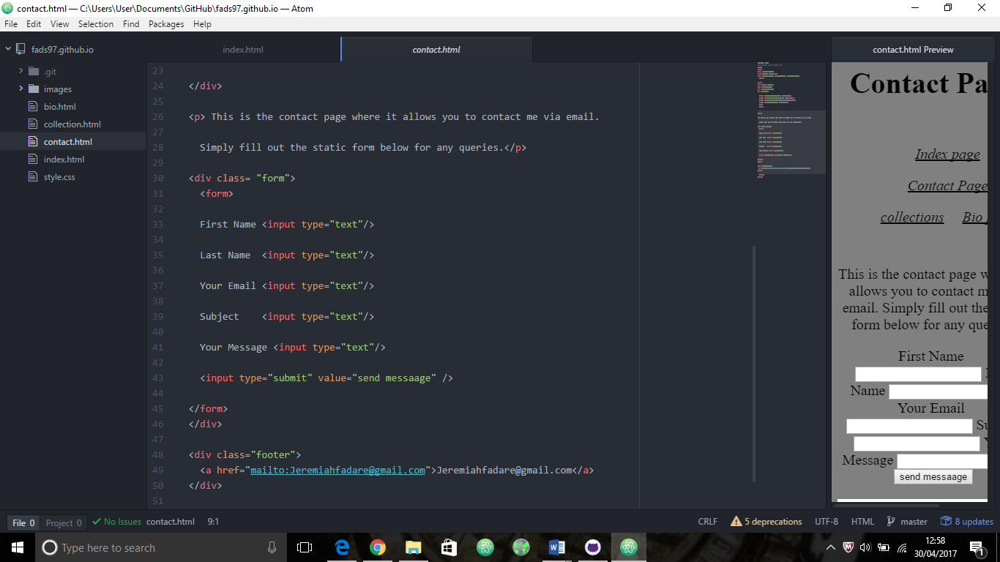 contact.html — C:\Users\User\Documents\GitHub\fads97.github.io — Atom
File Edit View Selection Find Packages Help
fads97.github.io
.git
images
bio.html
collection.html
contact.html
index.html
style.css
index.html
contact.html
23
24 </div>
25
26 <p> This is the contact page where it allows you to contact me via email.
27
28 Simply fill out the static form below for any queries.</p>
29
30 <div class= "form">
31 <form>
32
33 First Name <input type="text"/>
34
35 Last Name  <input type="text"/>
36
37 Your Email <input type="text"/>
38
39 Subject    <input type="text"/>
40
41 Your Message <input type="text"/>
42
43 <input type="submit" value="send messaage" />
44
45 </form>
46 </div>
47
48 <div class="footer">
49 <a href="mailto:Jeremiahfadare@gmail.com">Jeremiahfadare@gmail.com</a>
50 </div>
51
contact.html Preview
Contact Pa
Index page
Contact Page
collections Bio
This is the contact page w
allows you to contact m
email. Simply fill out the
form below for any que
First Name
Name
Your Email
Su
Message
send messaage
File 0 Project 0 No Issues contact.html 9:1 CRLF 5 deprecations UTF-8 HTML master 8 updates
Type here to search
12:58
30/04/2017
1